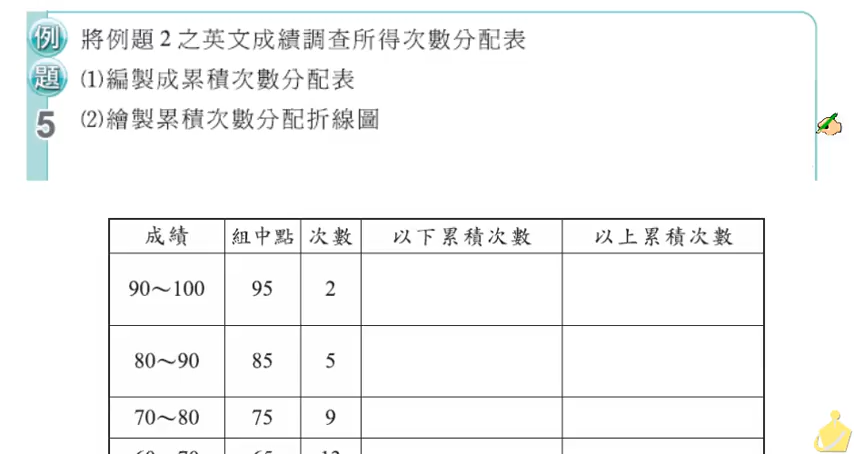 例題5
將例題 2 之英文成績調查所得次數分配表
⑴編製成累積次數分配表
⑵繪製累積次數分配折線圖
成績 組中點 次數 以下累積次數 以上累積次數
90～100 95 2
80～90 85 5
70～80 75 9